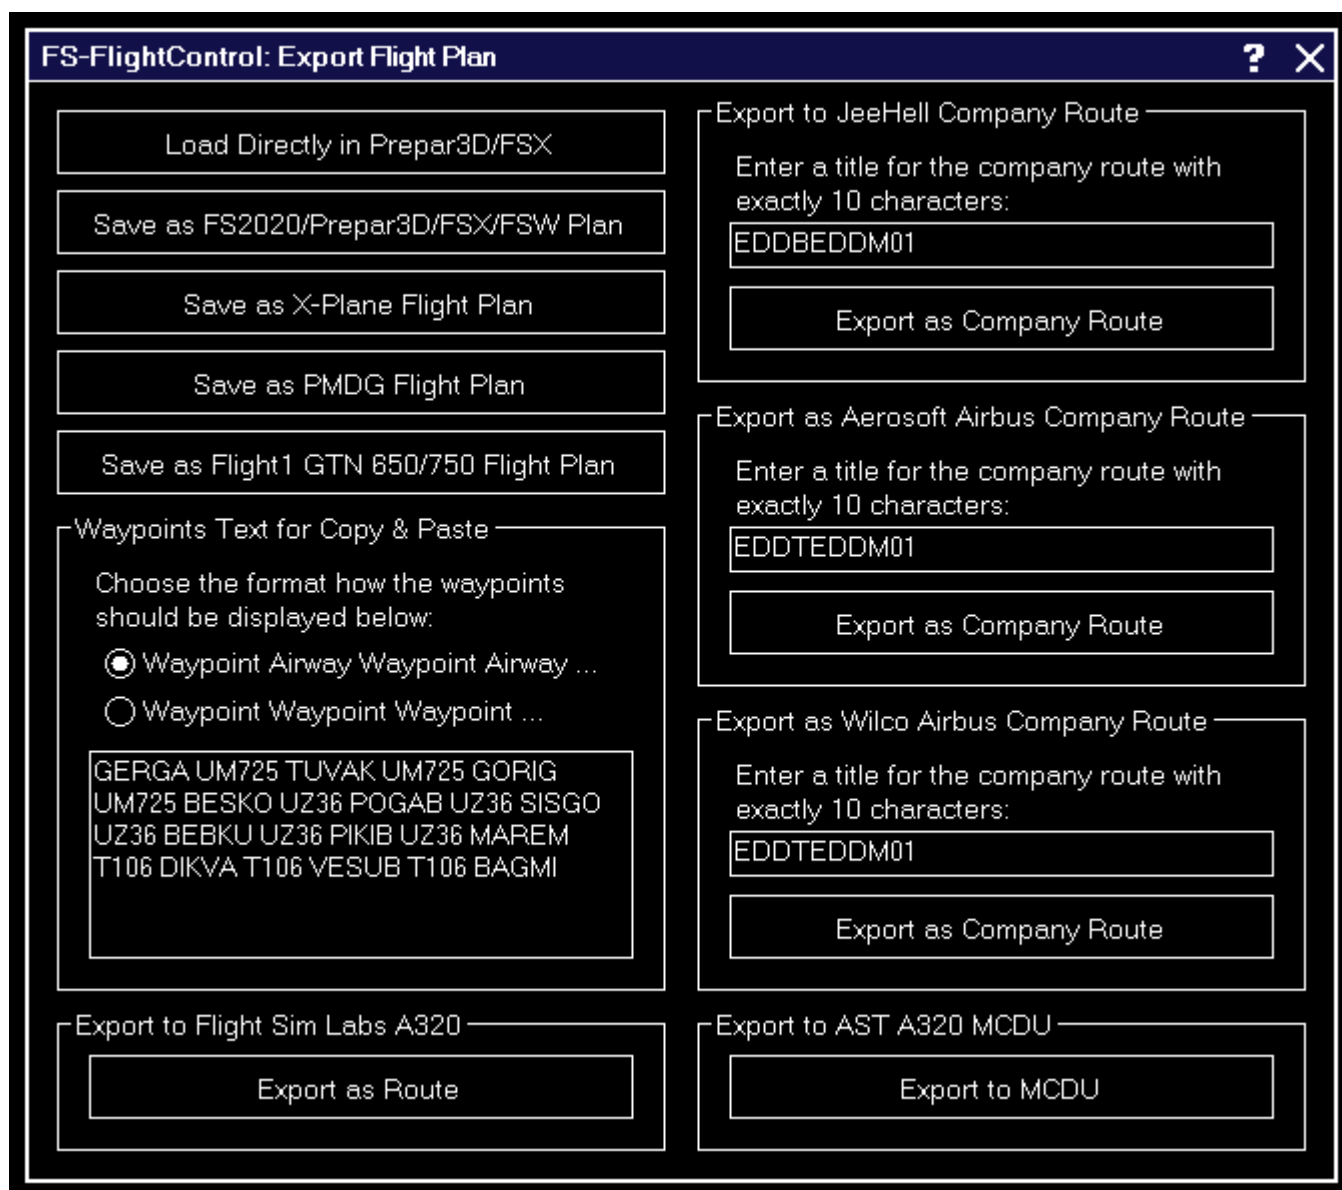 FS-FlightControl: Export Flight Plan
?
Load Directly in Prepar3D/FSX
Save as FS2020/Prepar3D/FSX/FSW Plan
Save as X-Plane Flight Plan
Save as PMDG Flight Plan
Save as Flight1 GTN 650/750 Flight Plan
Waypoints Text for Copy & Paste
Choose the format how the waypoints
should be displayed below:
Waypoint Airway Waypoint Airway ...
Waypoint Waypoint Waypoint ...
GERGA UM725 TUVAK UM725 GORIG
UM725 BESKO UZ36 POGAB UZ36 SISGO
UZ36 BEBKU UZ36 PIKIB UZ36 MAREM
T106 DIKVA T106 VESUB T106 BAGMI
Export to Flight Sim Labs A320
Export as Route
Export to JeeHell Company Route
Enter a title for the company route with
exactly 10 characters:
EDDBEDDM01
Export as Company Route
Export as Aerosoft Airbus Company Route
Enter a title for the company route with
exactly 10 characters:
EDDTEDDM01
Export as Company Route
Export as Wilco Airbus Company Route
Enter a title for the company route with
exactly 10 characters:
EDDTEDDM01
Export as Company Route
Export to AST A320 MCDU
Export to MCDU